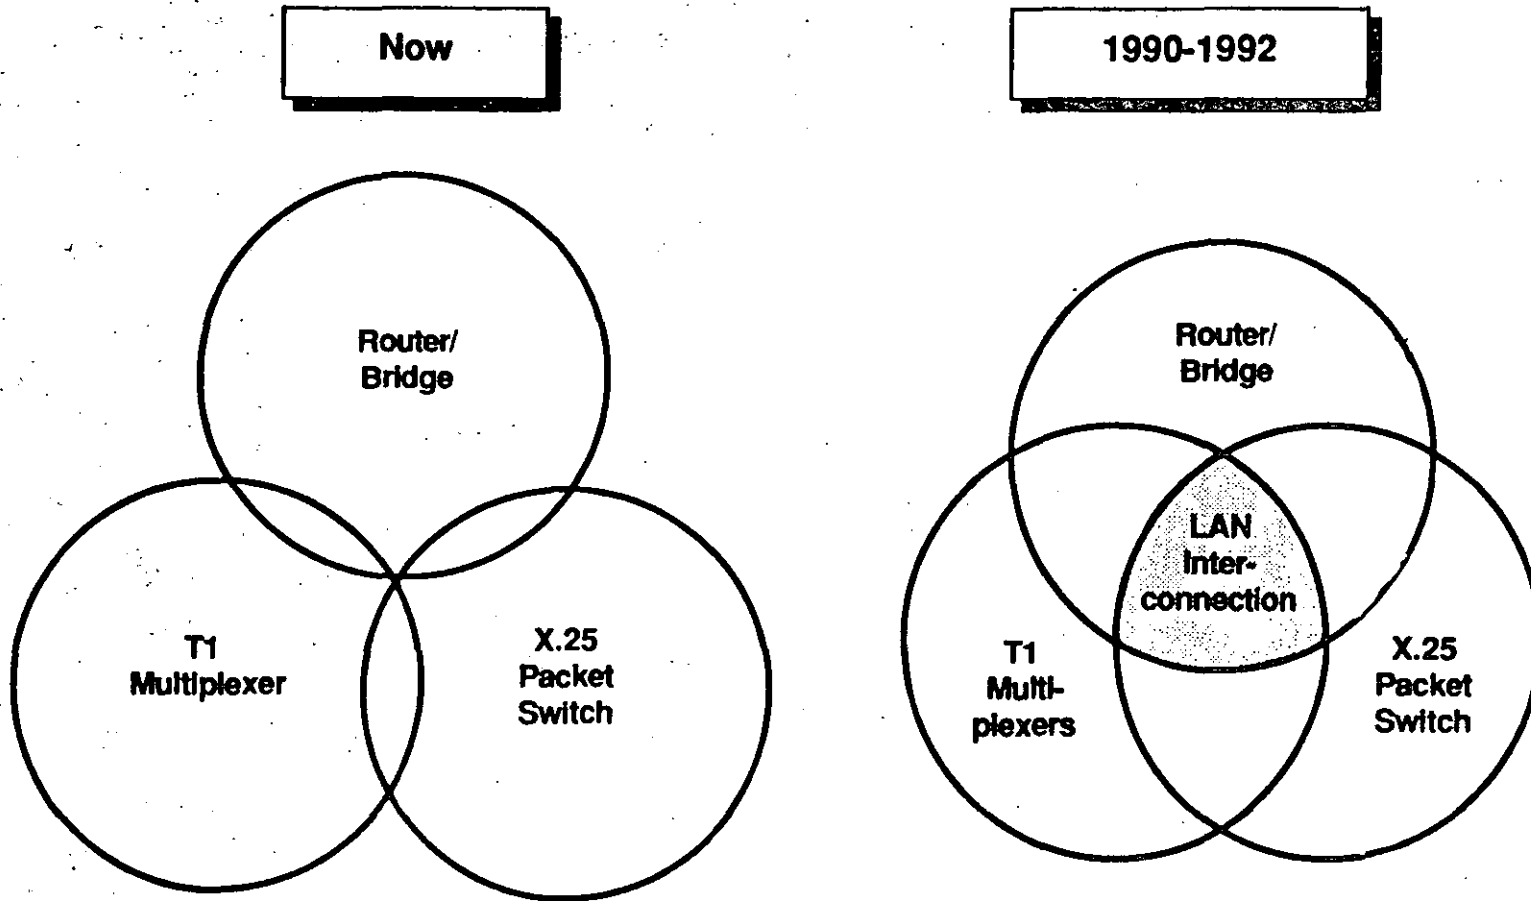 Now
Router/
Bridge
T1
Multiplexer
X.25
Packet
Switch
1990-1992
Router/
Bridge
LAN
Inter-
connection
T1
Multi-
plexers
X.25
Packet
Switch